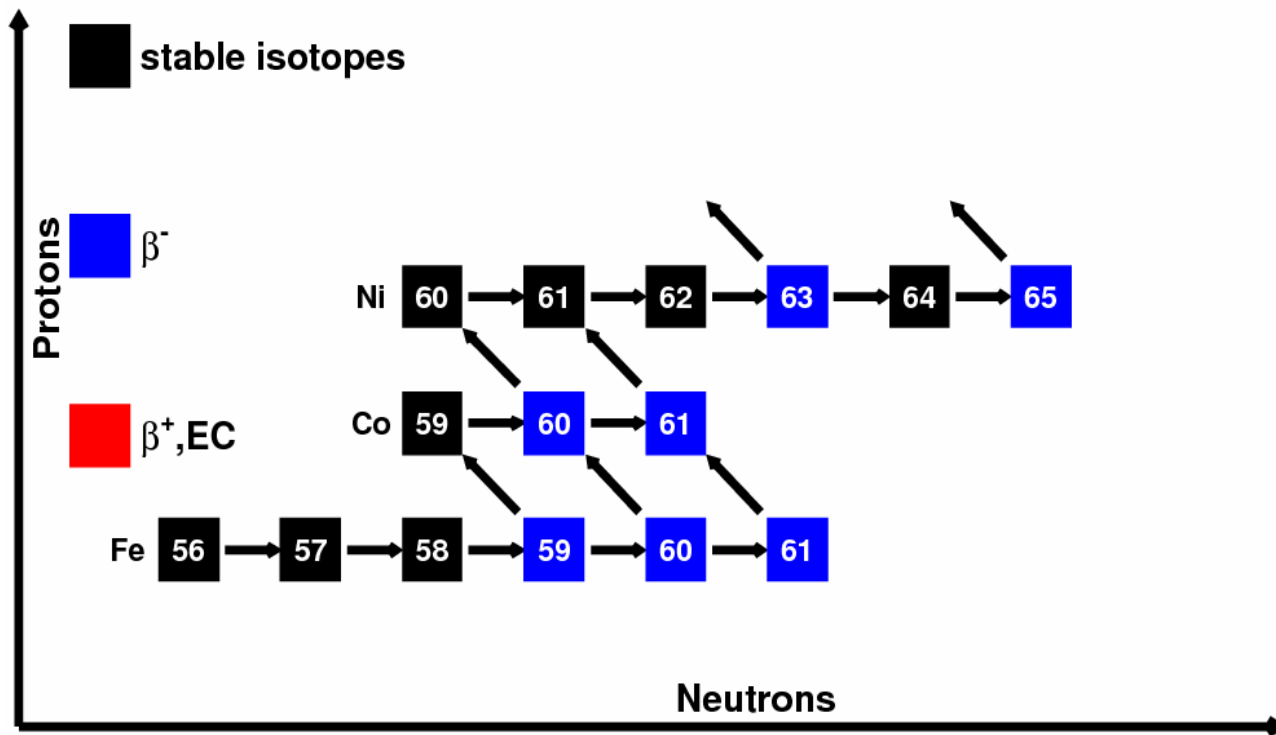 stable isotopes
Protons
β-
Ni 60 61 62 63 64 65
Co 59 60 61
β+,EC
Fe 56 57 58 59 60 61
Neutrons